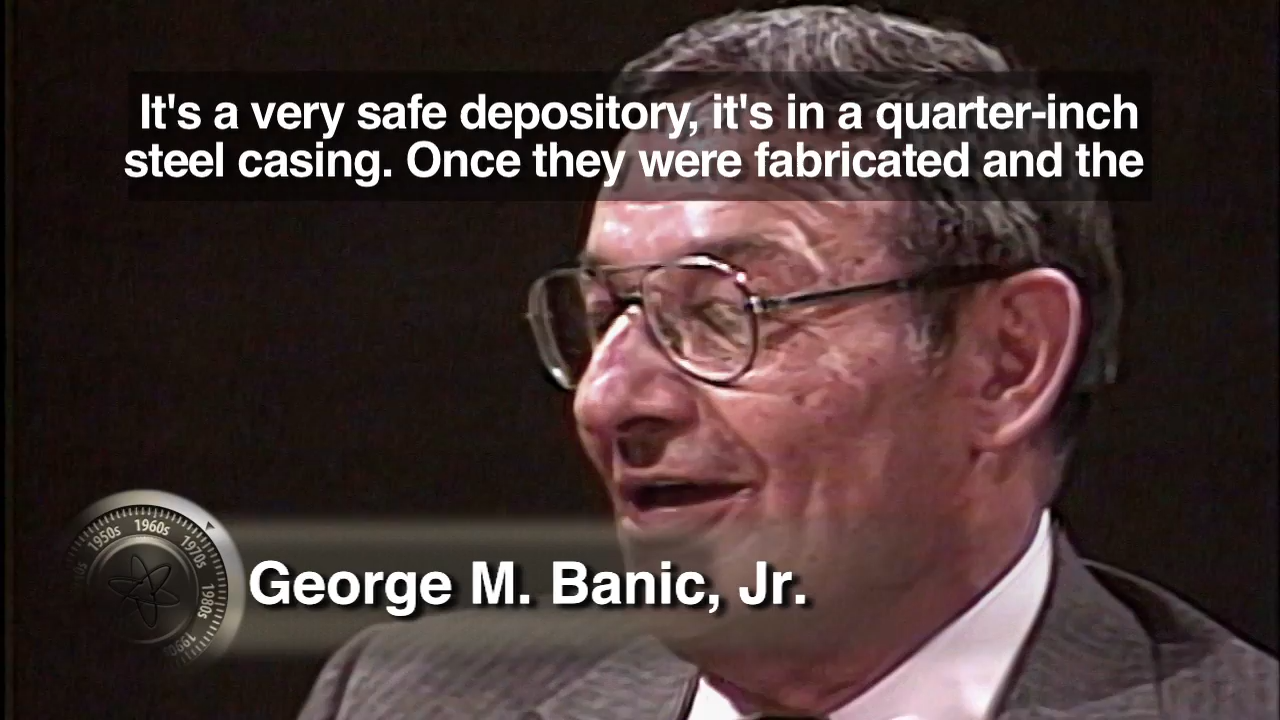 It's a very safe depository, it's in a quarter-inch
steel casing. Once they were fabricated and the
1950s 1960s 1970s 1980s 1990s
George M. Banic, Jr.